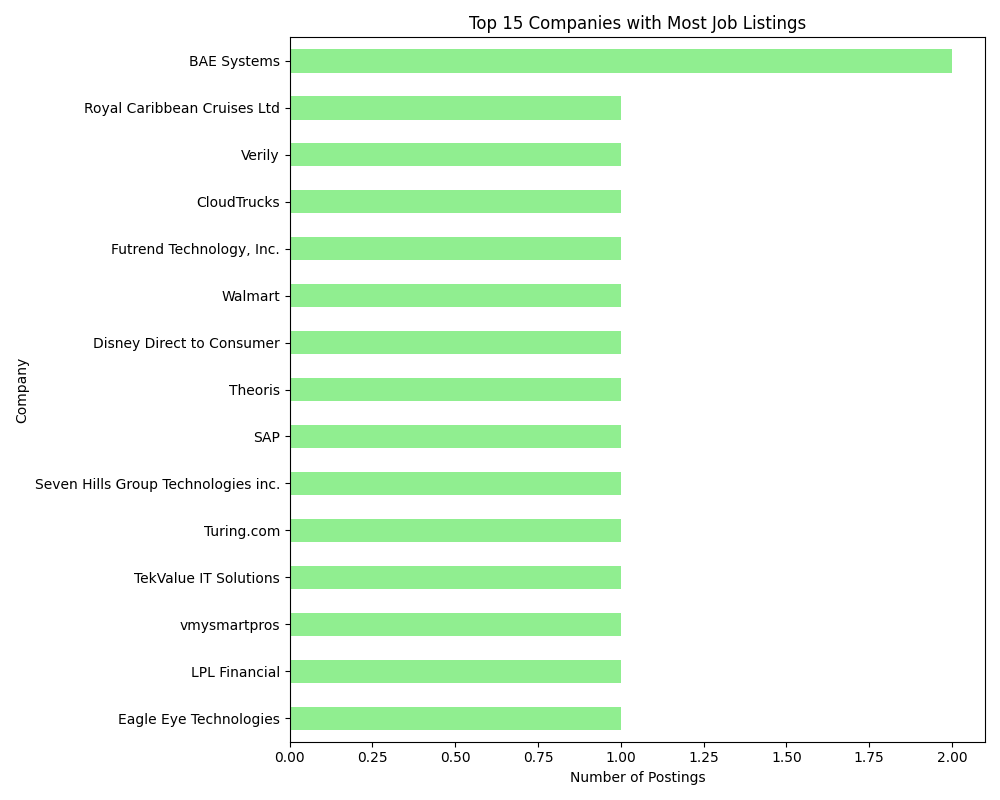 Top 15 Companies with Most Job Listings
Company
BAE Systems
Royal Caribbean Cruises Ltd
Verily
CloudTrucks
Futrend Technology, Inc.
Walmart
Disney Direct to Consumer
Theoris
SAP
Seven Hills Group Technologies inc.
Turing.com
TekValue IT Solutions
vmysmartpros
LPL Financial
Eagle Eye Technologies
0.00 0.25 0.50 0.75 1.00 1.25 1.50 1.75 2.00
Number of Postings